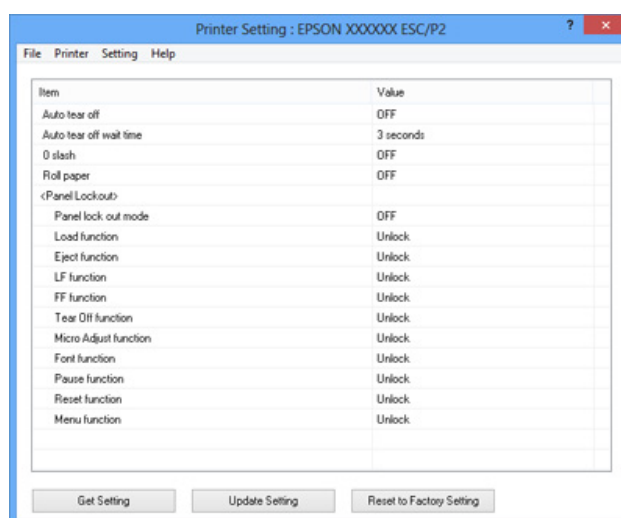 Printer Setting : EPSON XXXXXX ESC/P2 ? ×
File Printer Setting Help
Item Value
Auto tear off OFF
Auto tear off wait time 3 seconds
0 slash OFF
Roll paper OFF
<Panel Lockout>
Panel lock out mode OFF
Load function Unlock
Eject function Unlock
LF function Unlock
FF function Unlock
Tear Off function Unlock
Micro Adjust function Unlock
Font function Unlock
Pause function Unlock
Reset function Unlock
Menu function Unlock
Get Setting Update Setting Reset to Factory Setting